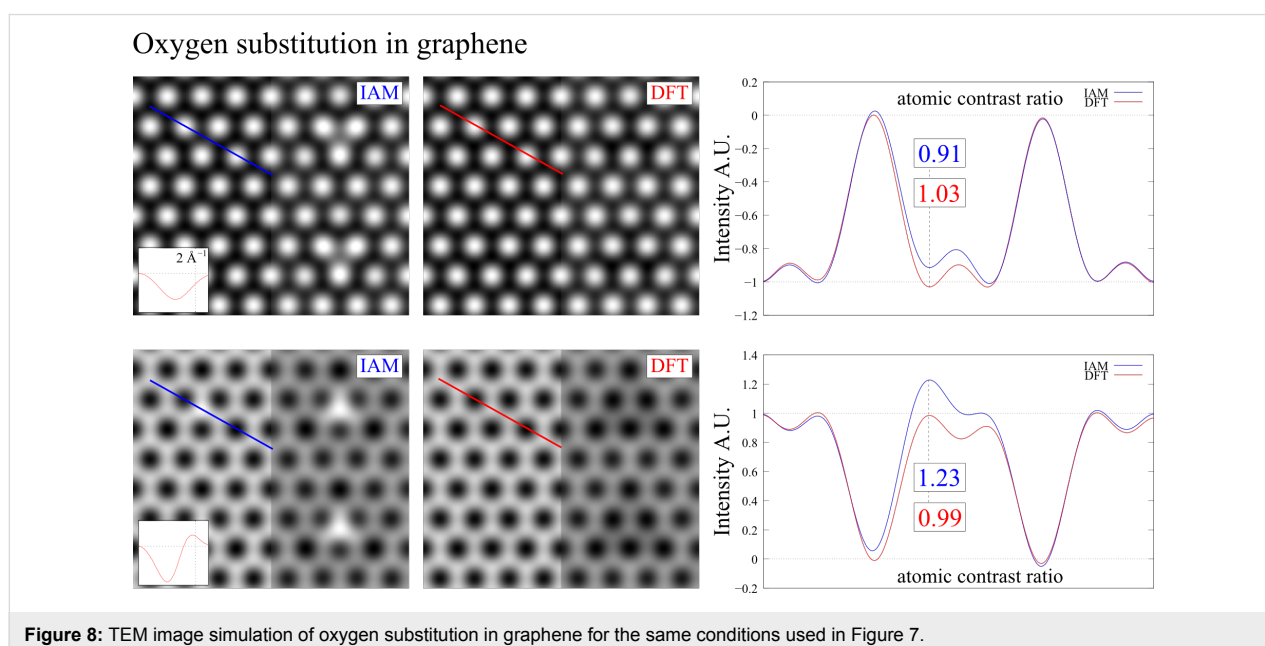 Oxygen substitution in graphene
IAM
DFT
2 Å⁻¹
0.2
0
−0.2
−0.4
−0.6
−0.8
−1
−1.2
Intensity A.U.
atomic contrast ratio
IAM
DFT
0.91
1.03
IAM
DFT
1.4
1.2
1
0.8
0.6
0.4
0.2
0
−0.2
Intensity A.U.
IAM
DFT
1.23
0.99
atomic contrast ratio
Figure 8: TEM image simulation of oxygen substitution in graphene for the same conditions used in Figure 7.